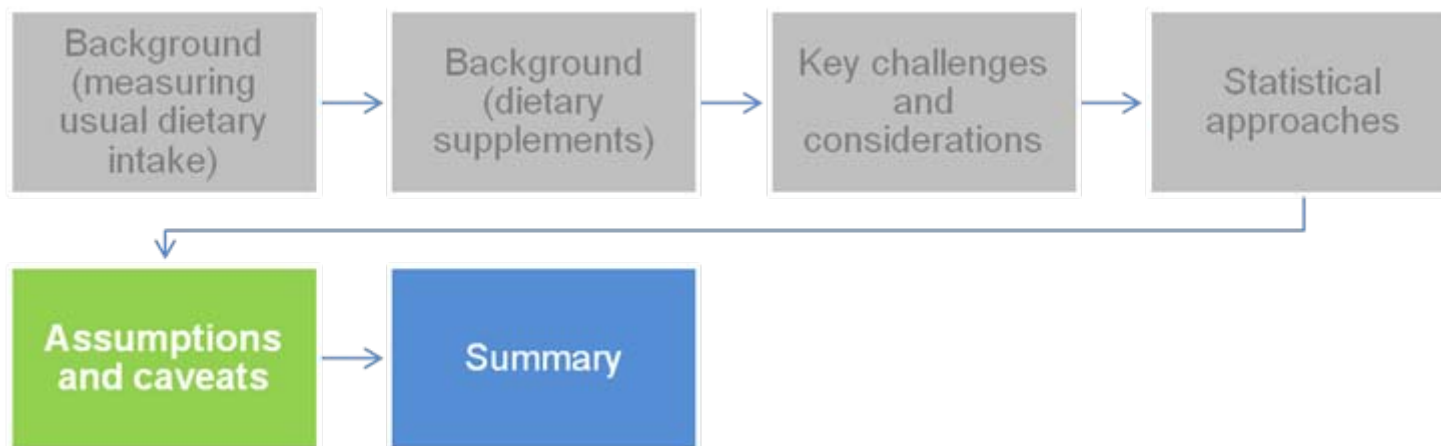 Background
(measuring
usual dietary
intake)
Background
(dietary
supplements)
Key challenges
and
considerations
Statistical
approaches
Assumptions
and caveats
Summary